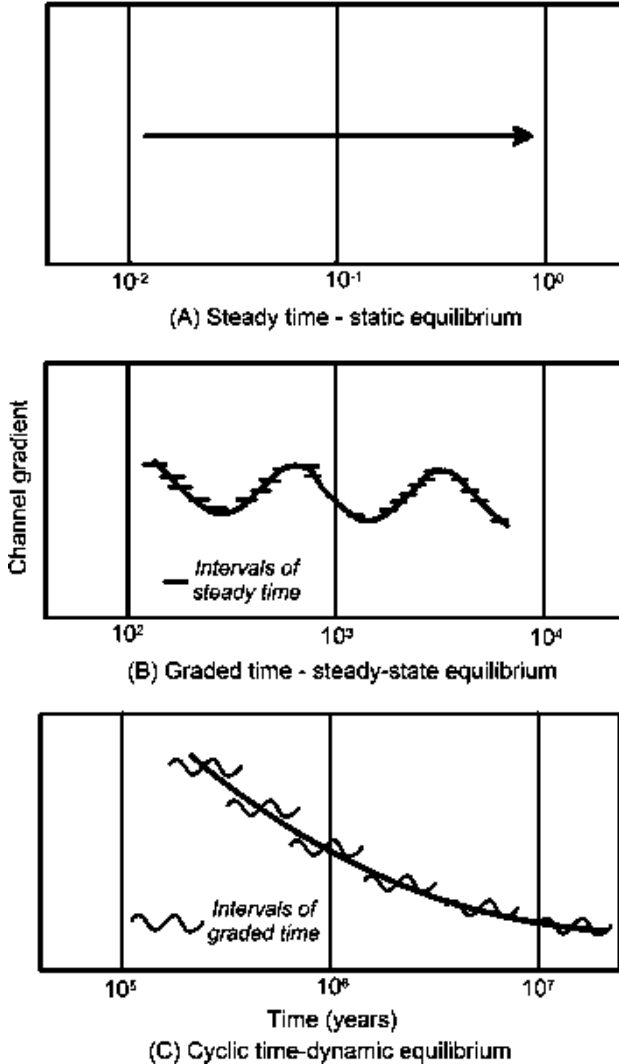 10⁻² 10⁻¹ 10⁰
(A) Steady time - static equilibrium
Channel gradient
Intervals of
steady time
10² 10³ 10⁴
(B) Graded time - steady-state equilibrium
Intervals of
graded time
10⁵ 10⁶ 10⁷
Time (years)
(C) Cyclic time-dynamic equilibrium